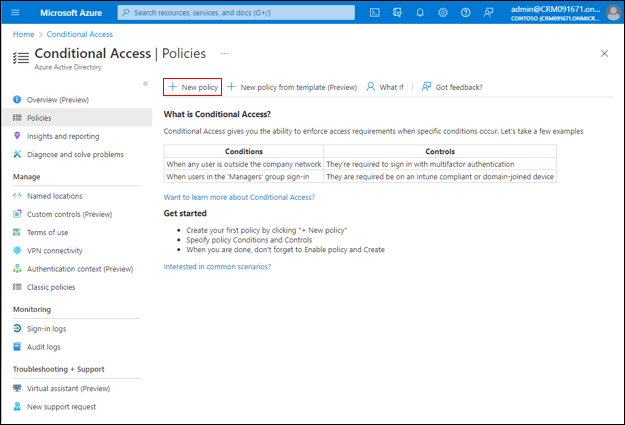 Microsoft Azure
Search resources, services, and docs (G+/)
admin@CRM091671.on...
CONTOSO (CRM091671.ONMICR...
Home > Conditional Access
Conditional Access | Policies ...
Azure Active Directory
Overview (Preview)
Policies
Insights and reporting
Diagnose and solve problems
Manage
Named locations
Custom controls (Preview)
Terms of use
VPN connectivity
Authentication context (Preview)
Classic policies
Monitoring
Sign-in logs
Audit logs
Troubleshooting + Support
Virtual assistant (Preview)
New support request
+ New policy + New policy from template (Preview) What If Got feedback?
What is Conditional Access?
Conditional Access gives you the ability to enforce access requirements when specific conditions occur. Let's take a few examples
Conditions Controls
When any user is outside the company network They're required to sign in with multifactor authentication
When users in the 'Managers' group sign-in They are required be on an Intune compliant or domain-joined device
Want to learn more about Conditional Access?
Get started
• Create your first policy by clicking "+ New policy"
• Specify policy Conditions and Controls
• When you are done, don't forget to Enable policy and Create
Interested in common scenarios?